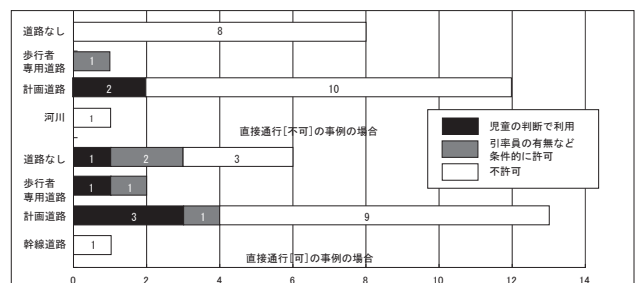 道路なし
8
歩行者
専用道路
1
計画道路
2 10
河川
1
直接通行[不可]の事例の場合
児童の判断で利用
引率員の有無など
条件的に許可
不許可
道路なし
1 2 3
歩行者
専用道路
1 1
計画道路
3 1 9
幹線道路
1
直接通行[可]の事例の場合
0 2 4 6 8 10 12 14